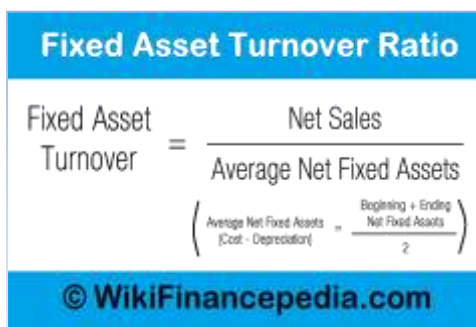 Fixed Asset Turnover Ratio
Fixed Asset
Turnover
=
Net Sales
Average Net Fixed Assets
(
Average Net Fixed Assets
(Cost - Depreciation)
=
Beginning + Ending
Net Fixed Assets
2
)
© WikiFinancepedia.com